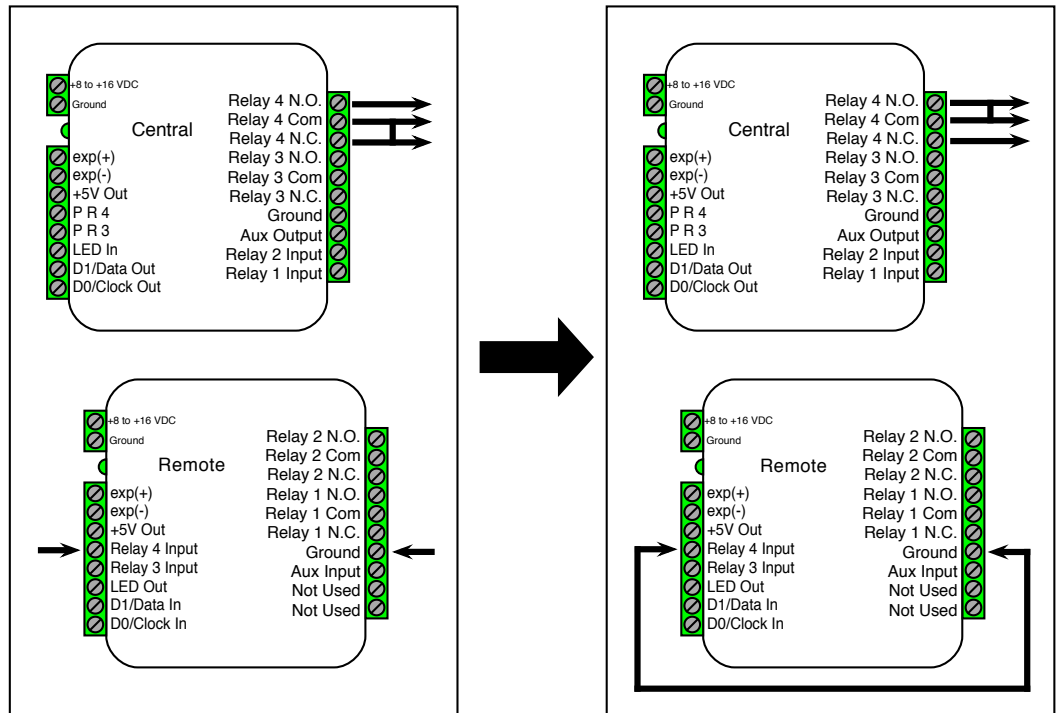 +8 to +16 VDC
Ground
Central
exp(+)
exp(-)
+5V Out
P R 4
P R 3
LED In
D1/Data Out
D0/Clock Out
Relay 4 N.O.
Relay 4 Com
Relay 4 N.C.
Relay 3 N.O.
Relay 3 Com
Relay 3 N.C.
Ground
Aux Output
Relay 2 Input
Relay 1 Input
+8 to +16 VDC
Ground
Remote
exp(+)
exp(-)
+5V Out
Relay 4 Input
Relay 3 Input
LED Out
D1/Data In
D0/Clock In
Relay 2 N.O.
Relay 2 Com
Relay 2 N.C.
Relay 1 N.O.
Relay 1 Com
Relay 1 N.C.
Ground
Aux Input
Not Used
Not Used
+8 to +16 VDC
Ground
Central
exp(+)
exp(-)
+5V Out
P R 4
P R 3
LED In
D1/Data Out
D0/Clock Out
Relay 4 N.O.
Relay 4 Com
Relay 4 N.C.
Relay 3 N.O.
Relay 3 Com
Relay 3 N.C.
Ground
Aux Output
Relay 2 Input
Relay 1 Input
+8 to +16 VDC
Ground
Remote
exp(+)
exp(-)
+5V Out
Relay 4 Input
Relay 3 Input
LED Out
D1/Data In
D0/Clock In
Relay 2 N.O.
Relay 2 Com
Relay 2 N.C.
Relay 1 N.O.
Relay 1 Com
Relay 1 N.C.
Ground
Aux Input
Not Used
Not Used